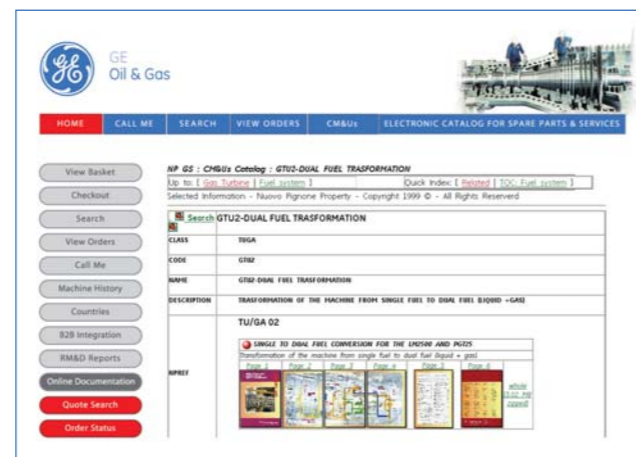 GE
Oil & Gas
HOME CALL ME SEARCH VIEW ORDERS CM&Us ELECTRONIC CATALOG FOR SPARE PARTS & SERVICES
View Basket
Checkout
Search
View Orders
Call Me
Machine History
Countries
B2B Integration
RM&D Reports
Online Documentation
Quote Search
Order Status
NP GS : CM&Us Catalog : GTU2-DUAL FUEL TRASFORMATION
Up to: [ Gas Turbine | Fuel system ] Quick Index: [ Related | TOC: Fuel system ]
Selected Information - Nuovo Pignone Property - Copyright 1999 © - All Rights Reserverd
Search GTU2-DUAL FUEL TRASFORMATION
CLASS TUGA
CODE GTU2
NAME GTU2-DUAL FUEL TRASFORMATION
DESCRIPTION TRASFORMATION OF THE MACHINE FROM SINGLE FUEL TO DUAL FUEL (LIQUID +GAS)
NPREF
TU/GA 02
SINGLE TO DUAL FUEL CONVERSION FOR THE LM2500 AND PGT25
Transformation of the machine from single fuel to dual fuel (liquid + gas).
Page 1 Page 2 Page 3 Page 4 Page 5 Page 6
whole
zipped)